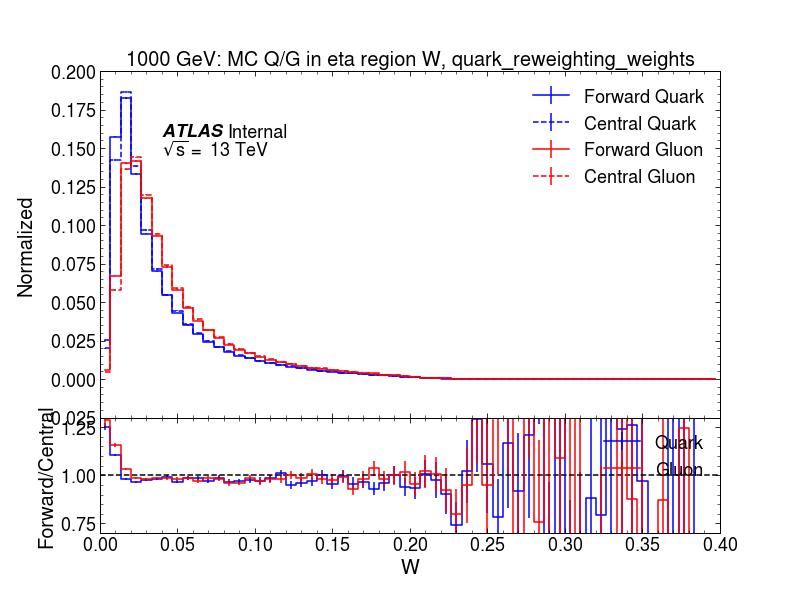 1000 GeV: MC Q/G in eta region W, quark_reweighting_weights
0.200
0.175
0.150
0.125
0.100
0.075
0.050
0.025
0.000
0.025
Normalized
ATLAS Internal
√s = 13 TeV
Forward Quark
Central Quark
Forward Gluon
Central Gluon
1.25
1.00
0.75
Forward/Central
Quark
Gluon
0.00 0.05 0.10 0.15 0.20 0.25 0.30 0.35 0.40
W